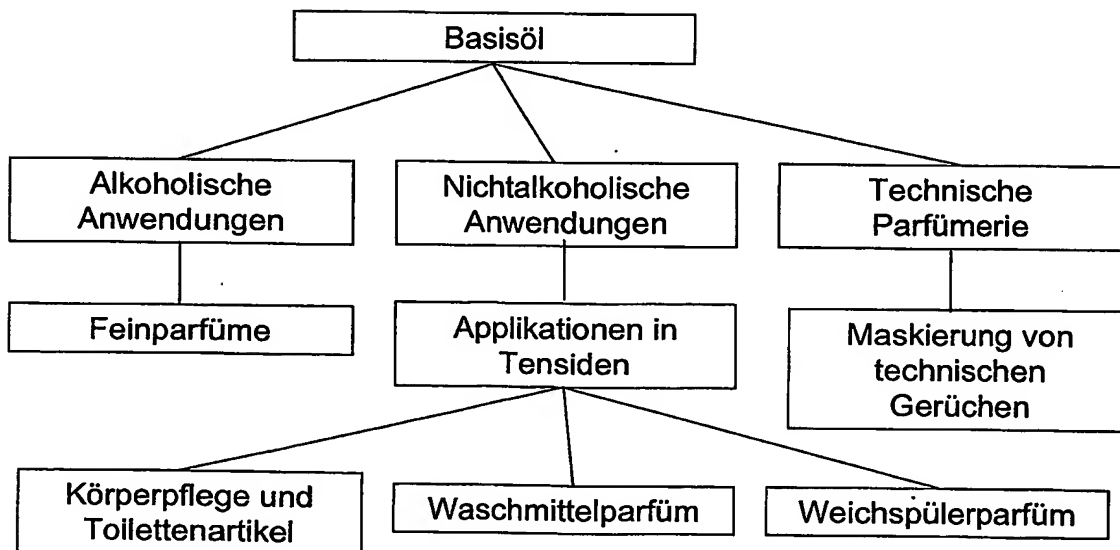 Basisöl
Alkoholische
Anwendungen
Nichtalkoholische
Anwendungen
Technische
Parfümerie
Feinparfüme
Applikationen in
Tensiden
Maskierung von
technischen
Gerüchen
Körperpflege und
Toilettenartikel
Waschmittelparfüm
Weichspülerparfüm